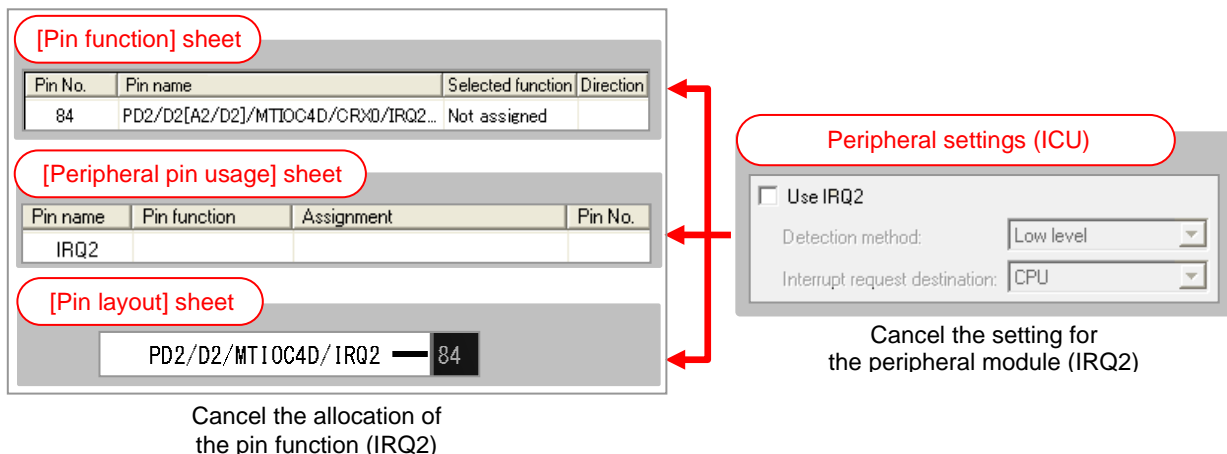 [Pin function] sheet
Pin No. Pin name Selected function Direction
84 PD2/D2[A2/D2]/MTIOC4D/CRX0/IRQ2... Not assigned
[Peripheral pin usage] sheet
Pin name Pin function Assignment Pin No.
IRQ2
[Pin layout] sheet
PD2/D2/MTIOC4D/IRQ2 84
Cancel the allocation of
the pin function (IRQ2)
Peripheral settings (ICU)
Use IRQ2
Detection method: Low level
Interrupt request destination: CPU
Cancel the setting for
the peripheral module (IRQ2)